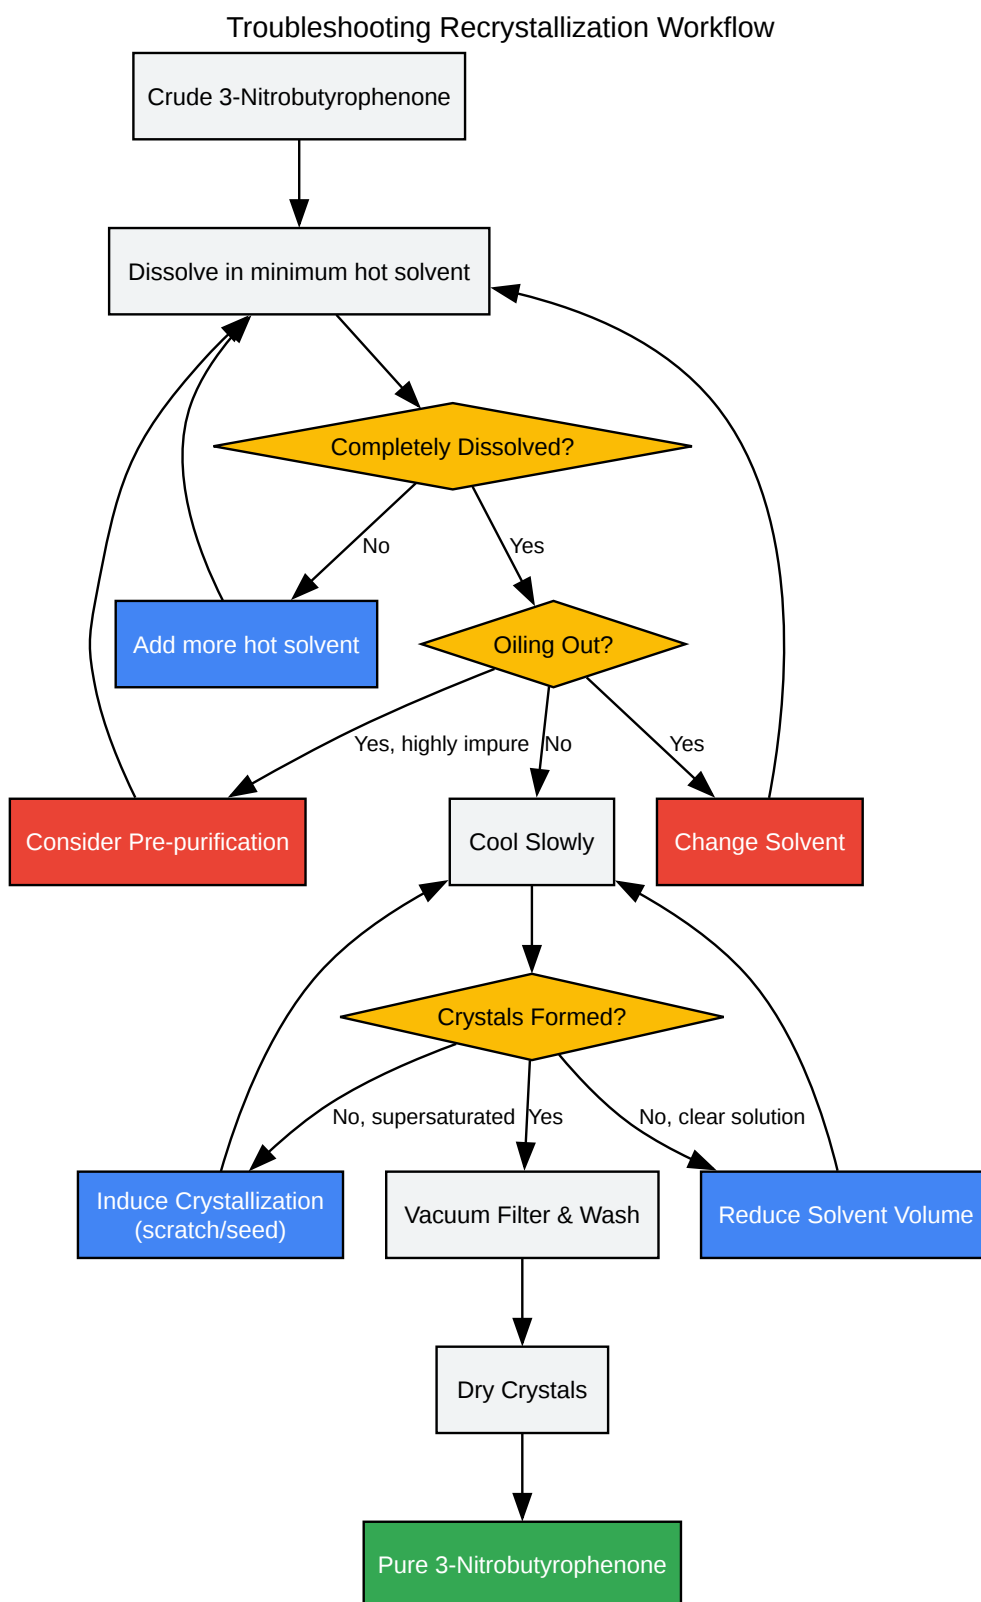 Troubleshooting Recrystallization Workflow
Crude 3-Nitrobutyrophenone
Dissolve in minimum hot solvent
Completely Dissolved?
No
Yes
Add more hot solvent
Oiling Out?
Yes, highly impure
No
Yes
Consider Pre-purification
Cool Slowly
Change Solvent
Crystals Formed?
No, supersaturated
Yes
No, clear solution
Induce Crystallization
(scratch/seed)
Vacuum Filter & Wash
Reduce Solvent Volume
Dry Crystals
Pure 3-Nitrobutyrophenone